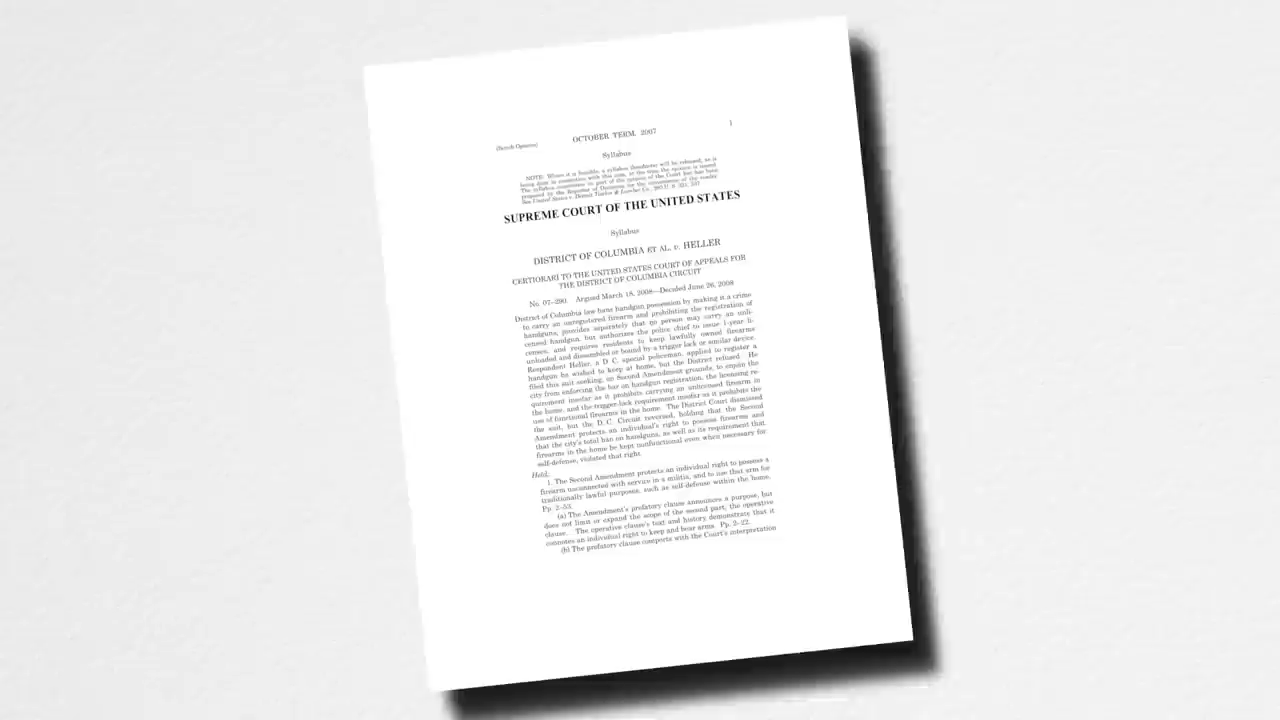 OCTOBER TERM, 2007
1
(Slip Opinion)
Syllabus
NOTE: Where it is feasible, a syllabus (headnote) will be released, as is
being done in connection with this case, at the time the opinion is issued.
The syllabus constitutes no part of the opinion of the Court but has been
prepared by the Reporter of Decisions for the convenience of the reader.
See United States v. Detroit Timber & Lumber Co., 200 U. S. 321, 337.
SUPREME COURT OF THE UNITED STATES
Syllabus
DISTRICT OF COLUMBIA ET AL. v. HELLER
CERTIORARI TO THE UNITED STATES COURT OF APPEALS FOR
THE DISTRICT OF COLUMBIA CIRCUIT
No. 07–290. Argued March 18, 2008—Decided June 26, 2008
District of Columbia law bans handgun possession by making it a crime
to carry an unregistered firearm and prohibiting the registration of
handguns; provides separately that no person may carry an unli-
censed handgun, but authorizes the police chief to issue 1-year li-
censes; and requires residents to keep lawfully owned firearms
unloaded and dissembled or bound by a trigger lock or similar device.
Respondent Heller, a D. C. special policeman, applied to register a
handgun he wished to keep at home, but the District refused. He
filed this suit seeking, on Second Amendment grounds, to enjoin the
city from enforcing the bar on handgun registration, the licensing re-
quirement insofar as it prohibits carrying an unlicensed firearm in
the home, and the trigger-lock requirement insofar as it prohibits the
use of functional firearms in the home. The District Court dismissed
the suit, but the D. C. Circuit reversed, holding that the Second
Amendment protects an individual's right to possess firearms and
that the city's total ban on handguns, as well as its requirement that
firearms in the home be kept nonfunctional even when necessary for
self-defense, violated that right.
Held:
1. The Second Amendment protects an individual right to possess a
firearm unconnected with service in a militia, and to use that arm for
traditionally lawful purposes, such as self-defense within the home.
Pp. 2–53.
(a) The Amendment's prefatory clause announces a purpose, but
does not limit or expand the scope of the second part, the operative
clause. The operative clause's text and history demonstrate that it
connotes an individual right to keep and bear arms. Pp. 2–22.
(b) The prefatory clause comports with the Court's interpretation